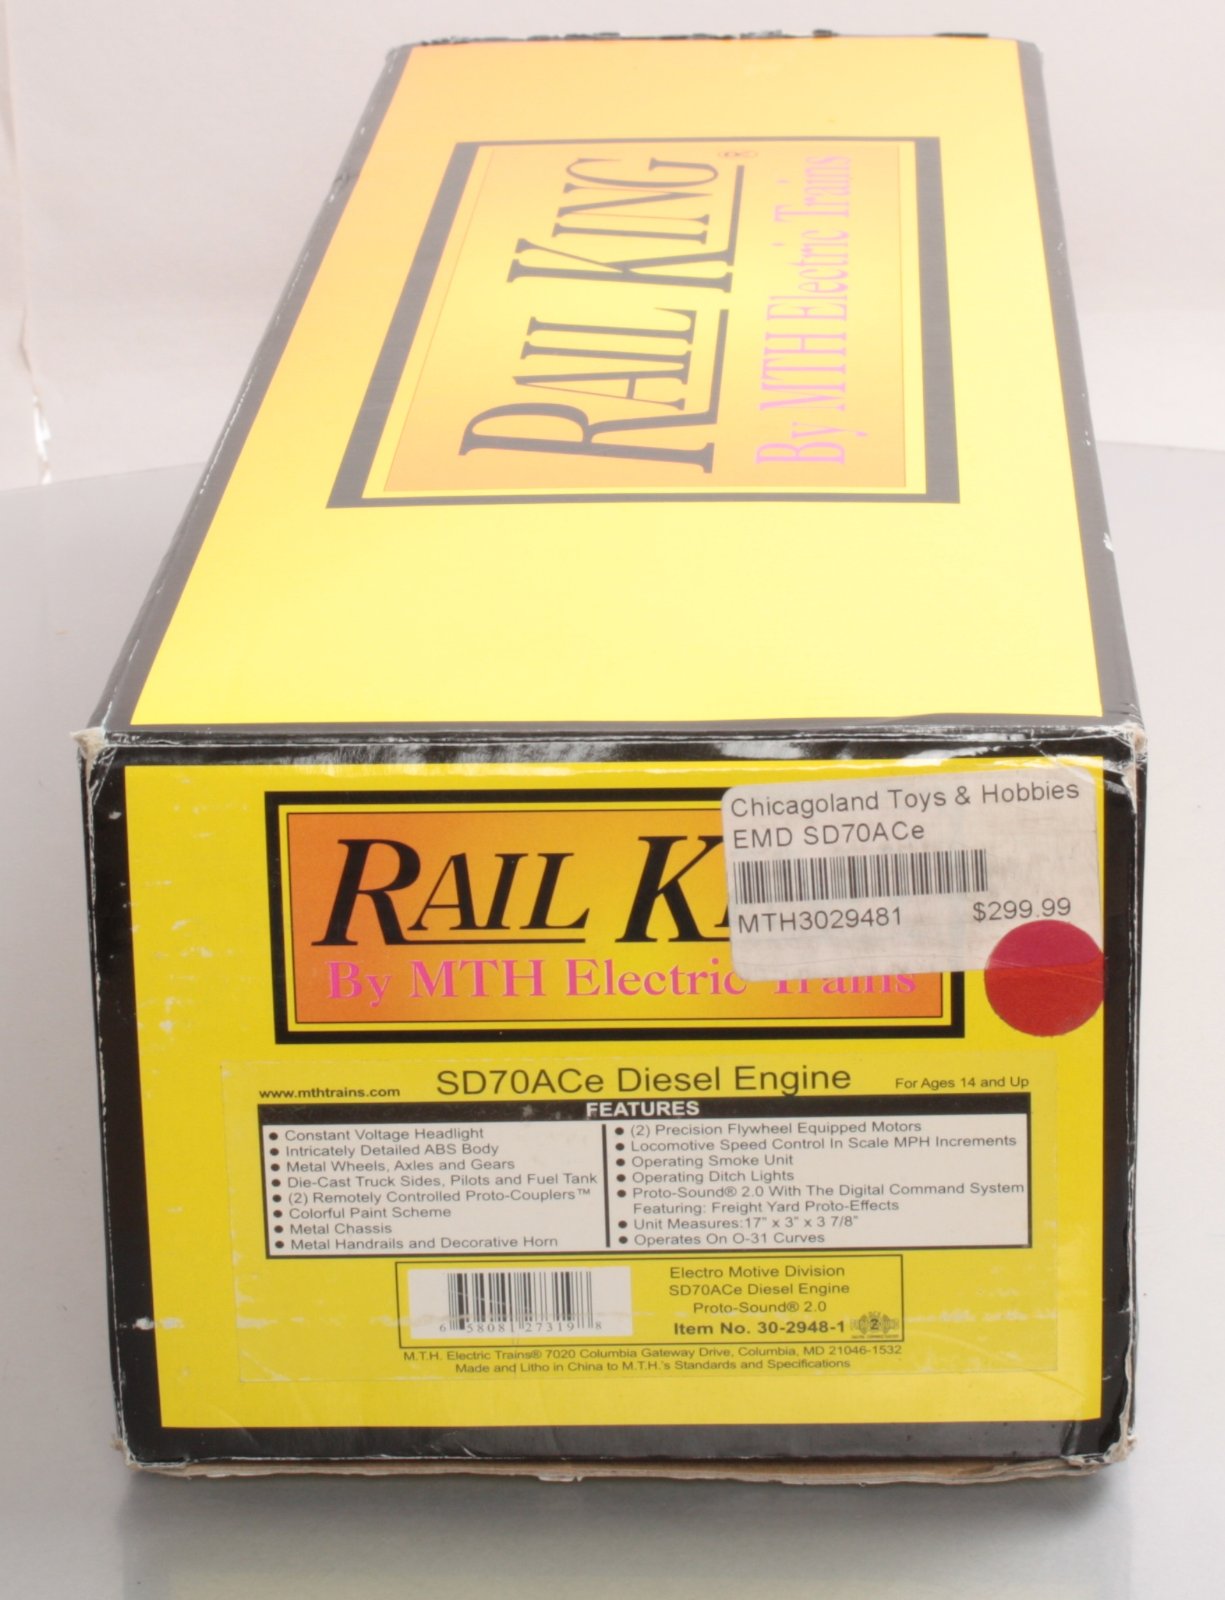 RAIL KING
By MTH Electric Trains
Chicagoland Toys & Hobbies
EMD SD70ACe
MTH3029481 $299.99
RAIL K
By MTH Electric Trains
www.mthtrains.com SD70ACe Diesel Engine For Ages 14 and Up
FEATURES
● Constant Voltage Headlight
● Intricately Detailed ABS Body
● Metal Wheels, Axles and Gears
● Die-Cast Truck Sides, Pilots and Fuel Tank
● (2) Remotely Controlled Proto-Couplers™
● Colorful Paint Scheme
● Metal Chassis
● Metal Handrails and Decorative Horn
● (2) Precision Flywheel Equipped Motors
● Locomotive Speed Control In Scale MPH Increments
● Operating Smoke Unit
● Operating Ditch Lights
● Proto-Sound® 2.0 With The Digital Command System
Featuring: Freight Yard Proto-Effects
● Unit Measures:17" x 3" x 3 7/8"
● Operates On O-31 Curves
6 58081 27319 8
Electro Motive Division
SD70ACe Diesel Engine
Proto-Sound® 2.0
Item No. 30-2948-1
2
M.T.H. Electric Trains® 7020 Columbia Gateway Drive, Columbia, MD 21046-1532
Made and Litho in China to M.T.H.'s Standards and Specifications